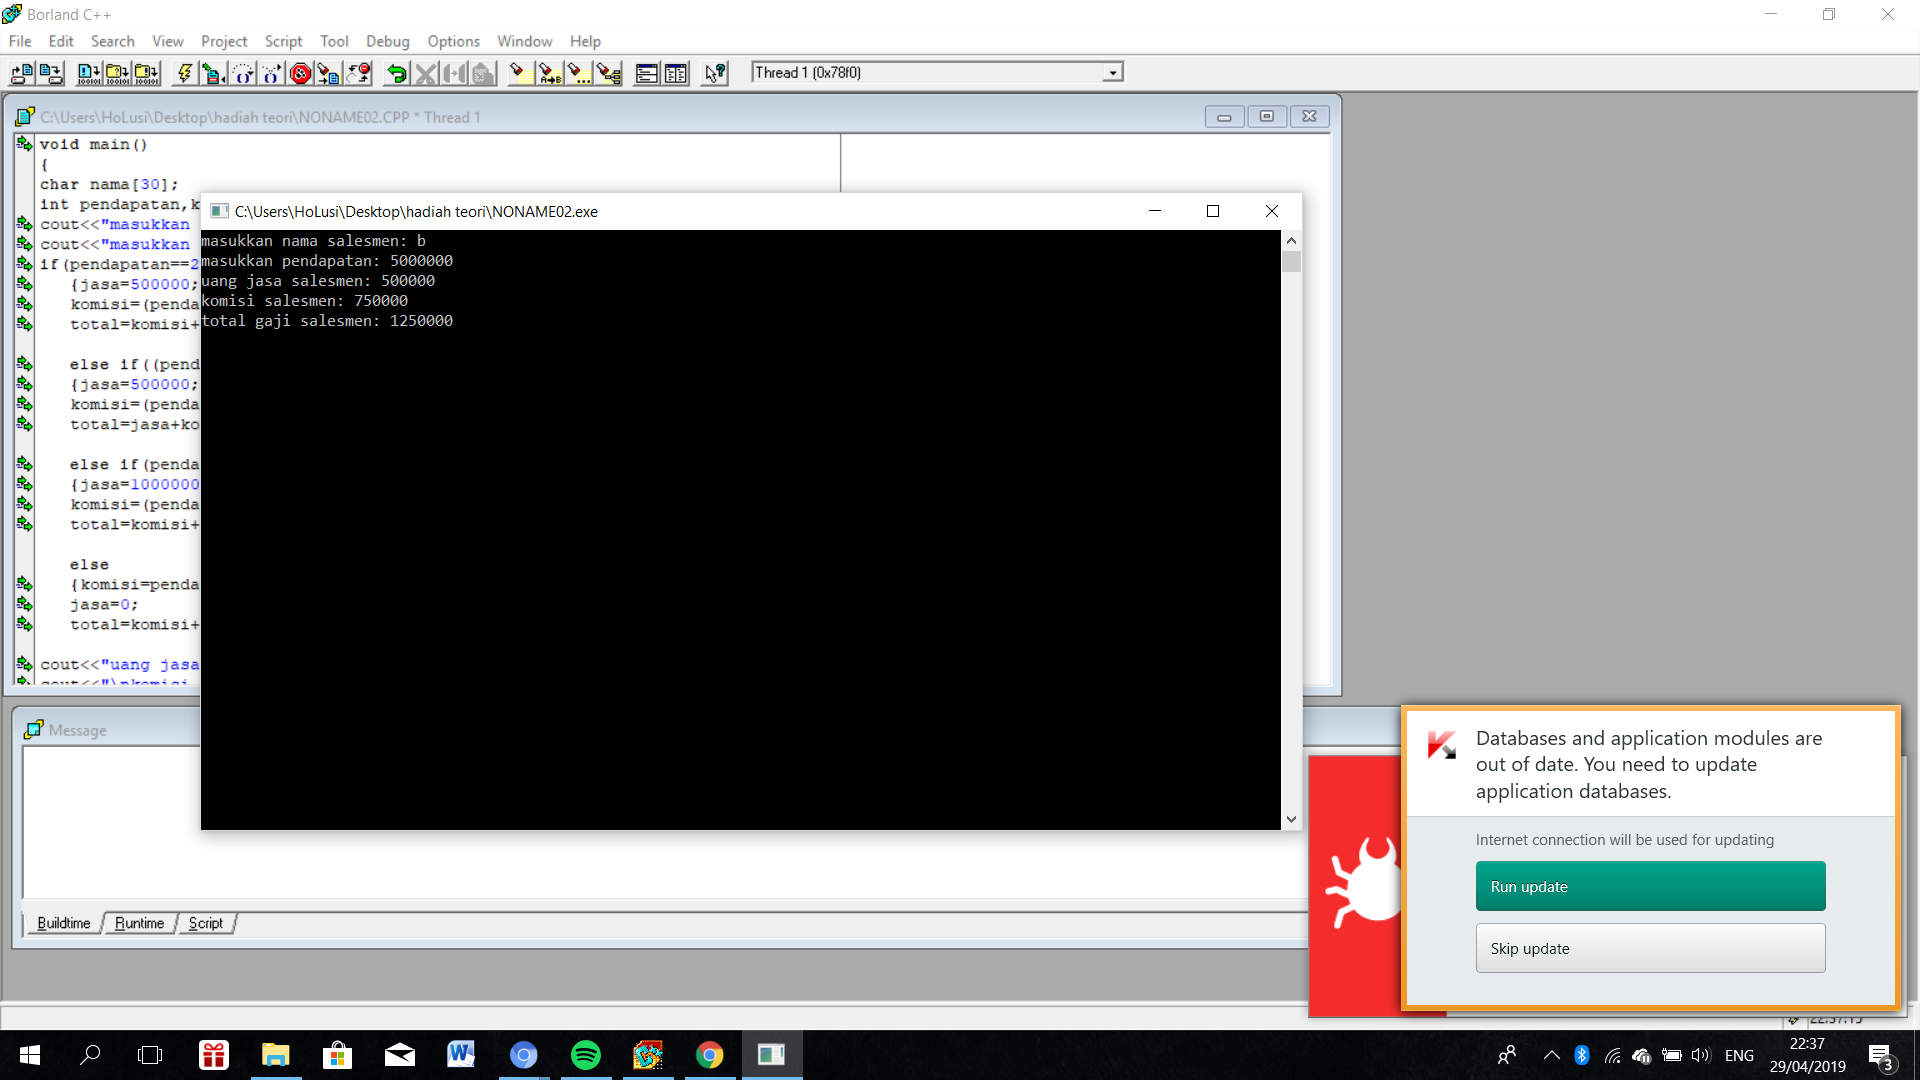 Borland C++
File Edit Search View Project Script Tool Debug Options Window Help
Thread 1 (0x78f0)
C:\Users\HoLusi\Desktop\hadiah teori\NONAME02.CPP * Thread 1
void main()
{
char nama[30];
int pendapatan,k
cout<<"masukkan
cout<<"masukkan
if(pendapatan==2
{jasa=500000;
komisi=(penda
total=komisi+
else if((pend
{jasa=500000;
komisi=(penda
total=jasa+ko
else if(penda
{jasa=1000000
komisi=(penda
total=komisi+
else
{komisi=penda
jasa=0;
total=komisi+
cout<<"uang jasa
cout<<"\nkomisi
C:\Users\HoLusi\Desktop\hadiah teori\NONAME02.exe
masukkan nama salesmen: b
masukkan pendapatan: 5000000
uang jasa salesmen: 500000
komisi salesmen: 750000
total gaji salesmen: 1250000
Message
Buildtime Runtime Script
Databases and application modules are
out of date. You need to update
application databases.
Internet connection will be used for updating
Run update
Skip update
ENG
22:37
29/04/2019
3